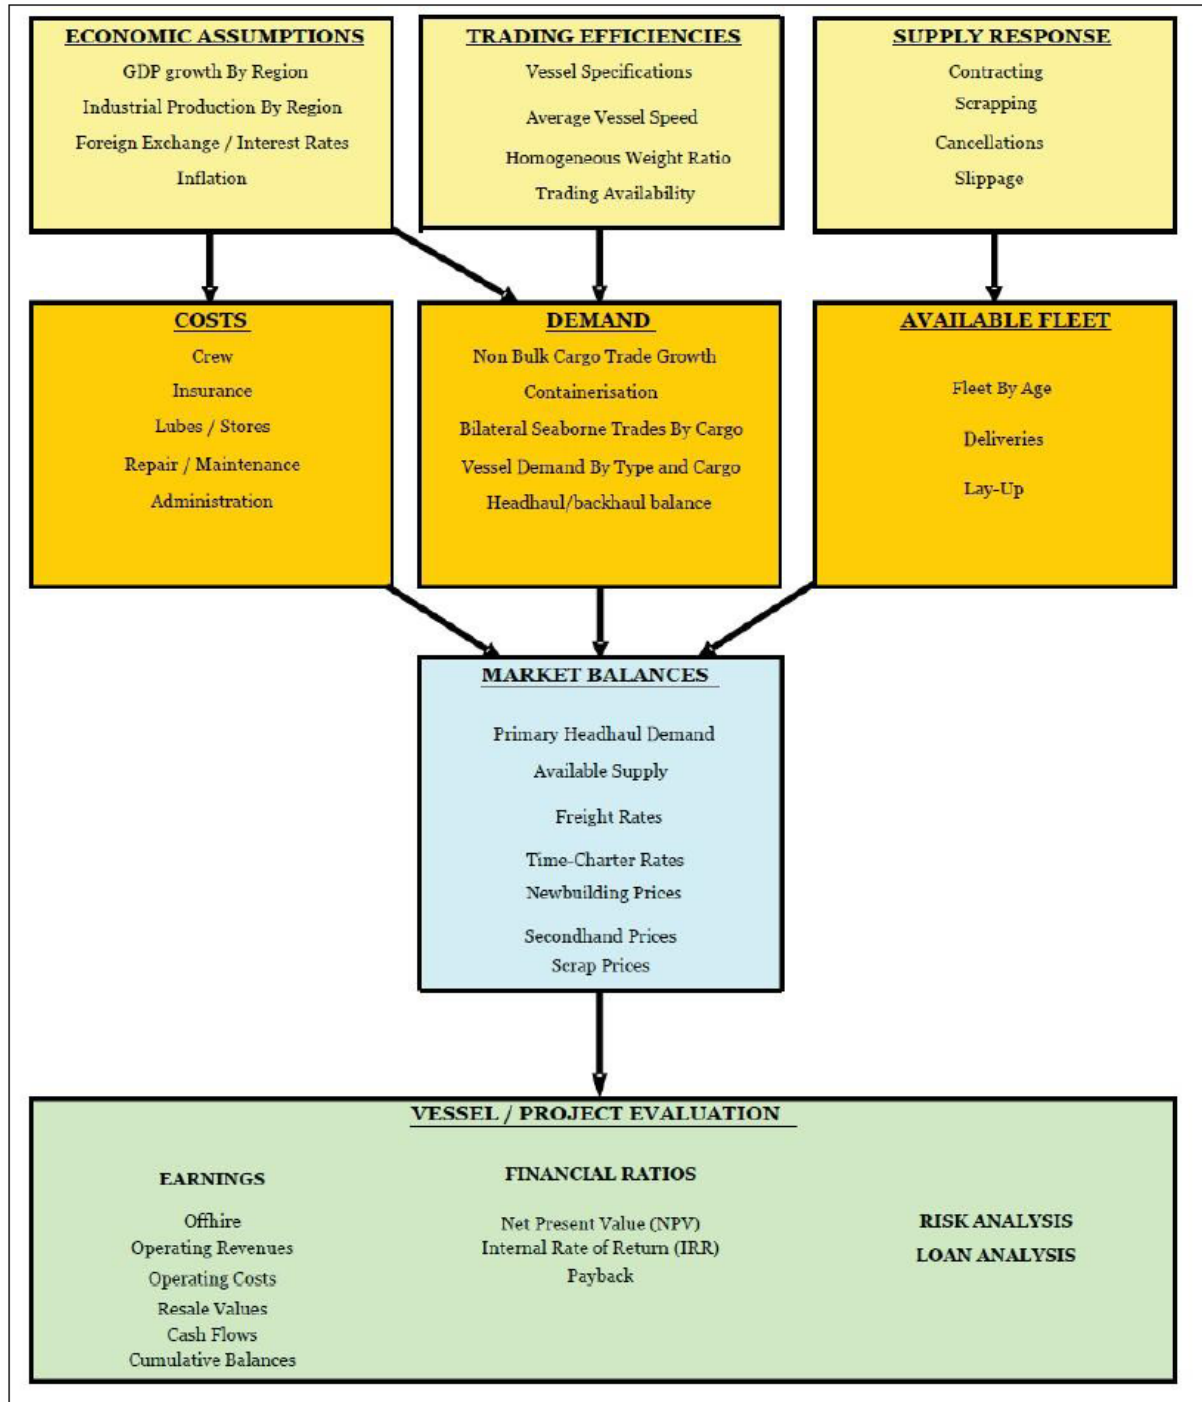 ECONOMIC ASSUMPTIONS
GDP growth By Region
Industrial Production By Region
Foreign Exchange / Interest Rates
Inflation
TRADING EFFICIENCIES
Vessel Specifications
Average Vessel Speed
Homogeneous Weight Ratio
Trading Availability
SUPPLY RESPONSE
Contracting
Scrapping
Cancellations
Slippage
COSTS
Crew
Insurance
Lubes / Stores
Repair / Maintenance
Administration
DEMAND
Non Bulk Cargo Trade Growth
Containerisation
Bilateral Seaborne Trades By Cargo
Vessel Demand By Type and Cargo
Headhaul/backhaul balance
AVAILABLE FLEET
Fleet By Age
Deliveries
Lay-Up
MARKET BALANCES
Primary Headhaul Demand
Available Supply
Freight Rates
Time-Charter Rates
Newbuilding Prices
Secondhand Prices
Scrap Prices
VESSEL / PROJECT EVALUATION
EARNINGS
Offhire
Operating Revenues
Operating Costs
Resale Values
Cash Flows
Cumulative Balances
FINANCIAL RATIOS
Net Present Value (NPV)
Internal Rate of Return (IRR)
Payback
RISK ANALYSIS
LOAN ANALYSIS